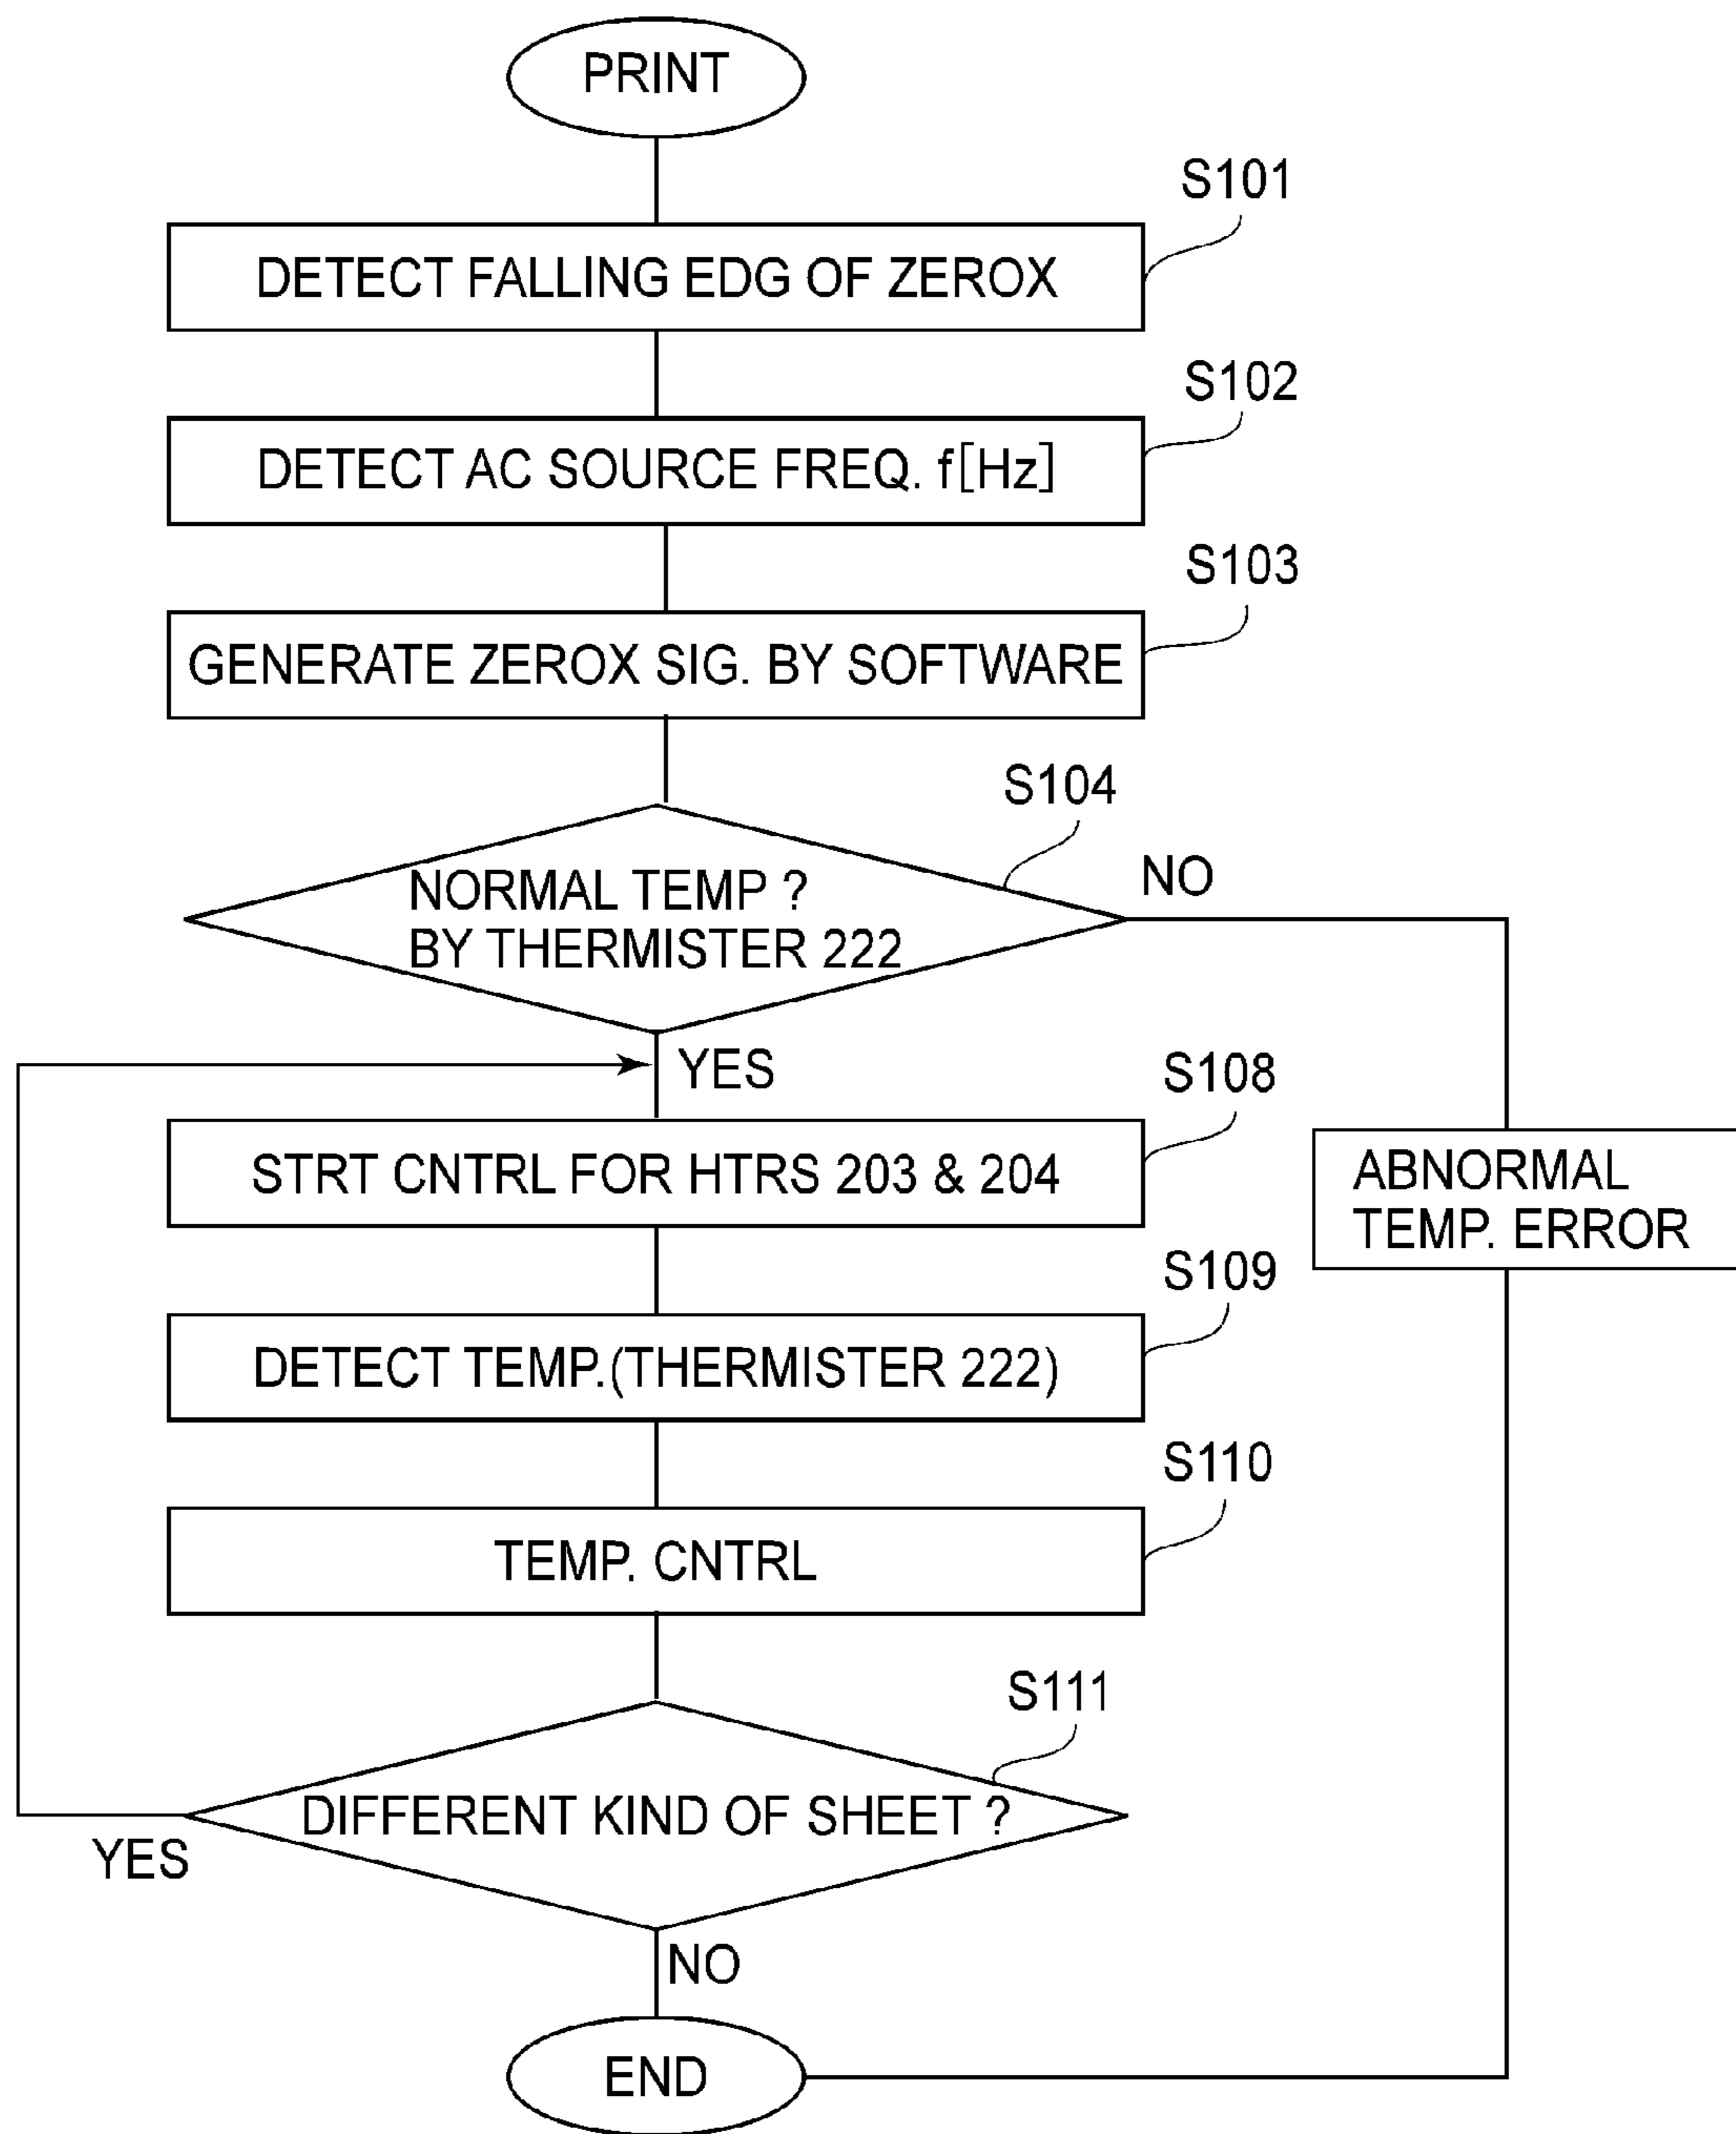 PRINT
S101
DETECT FALLING EDG OF ZEROX
S102
DETECT AC SOURCE FREQ. f[Hz]
S103
GENERATE ZEROX SIG. BY SOFTWARE
S104
NORMAL TEMP ?
BY THERMISTER 222
NO
YES
S108
STRT CNTRL FOR HTRS 203 & 204
ABNORMAL
TEMP. ERROR
S109
DETECT TEMP.(THERMISTER 222)
S110
TEMP. CNTRL
S111
DIFFERENT KIND OF SHEET ?
YES
NO
END